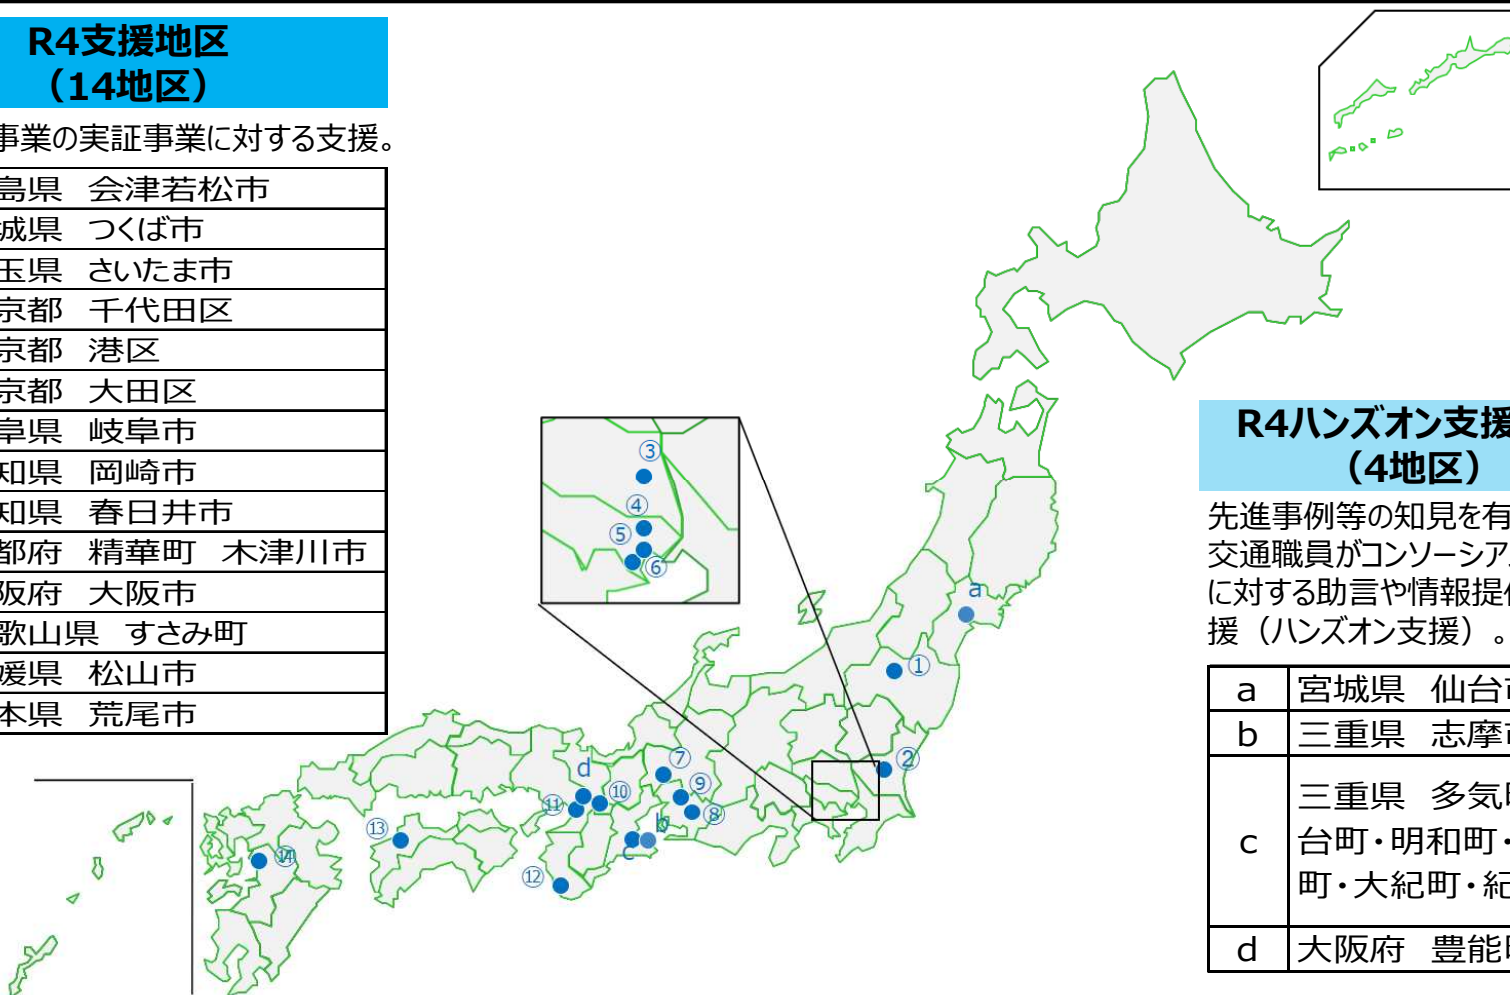 R4支援地区
（14地区）
事業の実証事業に対する支援。
島県 会津若松市
城県 つくば市
玉県 さいたま市
京都 千代田区
京都 港区
京都 大田区
阜県 岐阜市
知県 岡崎市
知県 春日井市
都府 精華町 木津川市
阪府 大阪市
歌山県 すさみ町
媛県 松山市
本県 荒尾市
③
④
⑤
⑥
a
①
②
⑦
d
⑨
⑩
⑪
⑧
b
⑬
c
⑭
⑫
R4ハンズオン支援
（4地区）
先進事例等の知見を有
交通職員がコンソーシア
に対する助言や情報提供
援（ハンズオン支援）。
a 宮城県 仙台市
b 三重県 志摩市
c 三重県 多気町
台町・明和町・
町・大紀町・紀
d 大阪府 豊能町